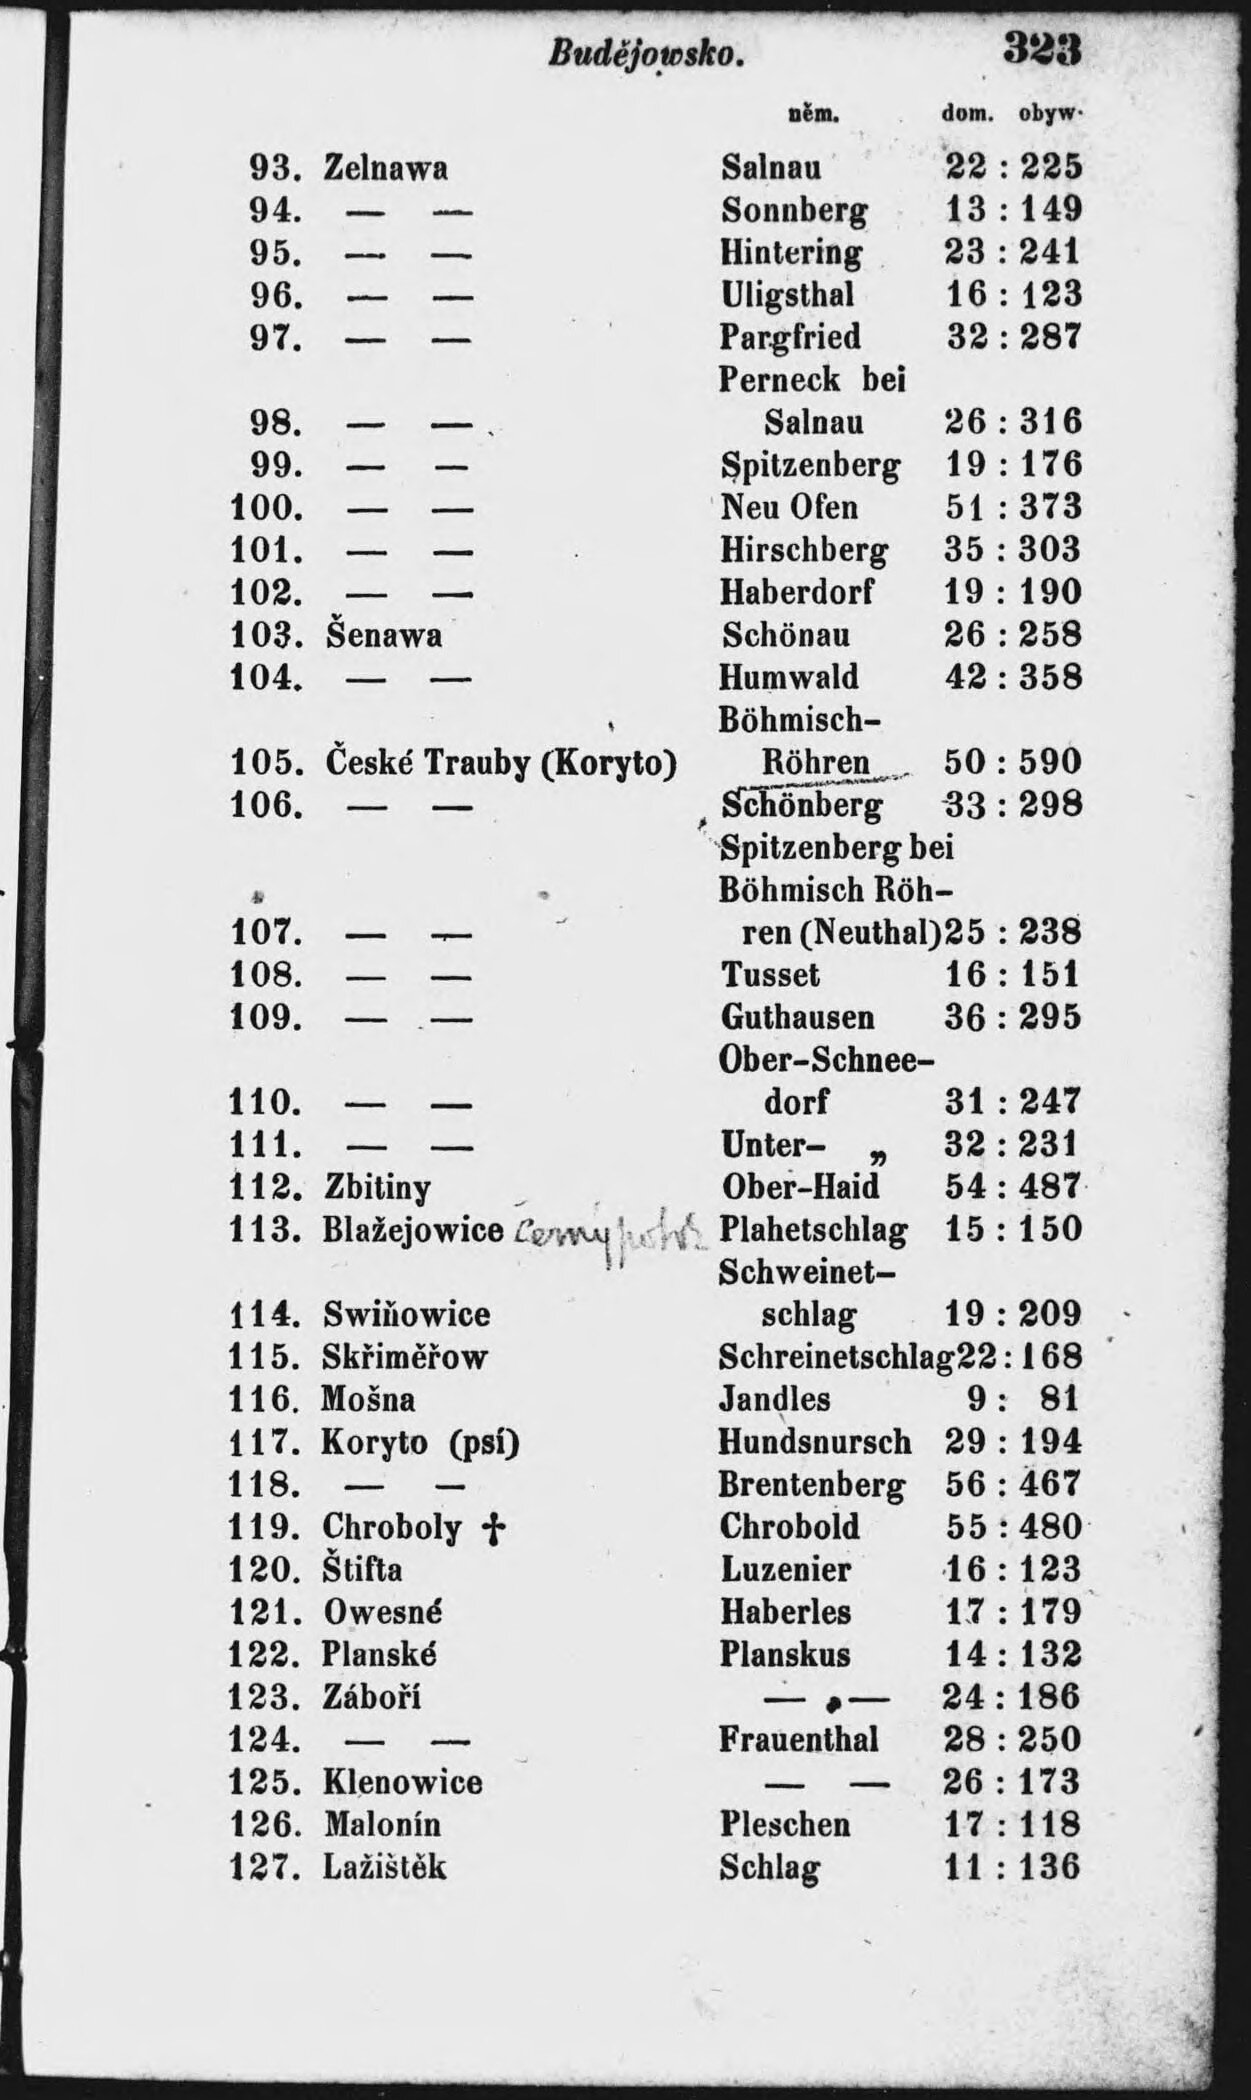 Budějowsko. 323
něm. dom. obyw.
93. Zelnawa Salnau 22 : 225
94. — — Sonnberg 13 : 149
95. — — Hintering 23 : 241
96. — — Uligsthal 16 : 123
97. — — Pargfried 32 : 287
Perneck bei
98. — — Salnau 26 : 316
99. — — Spitzenberg 19 : 176
100. — — Neu Ofen 51 : 373
101. — — Hirschberg 35 : 303
102. — — Haberdorf 19 : 190
103. Šenawa Schönau 26 : 258
104. — — Humwald 42 : 358
Böhmisch-
105. České Trauby (Koryto) Röhren 50 : 590
106. — — Schönberg 33 : 298
Spitzenberg bei
Böhmisch Röh-
107. — — ren (Neuthal) 25 : 238
108. — — Tusset 16 : 151
109. — — Guthausen 36 : 295
Ober-Schnee-
110. — — dorf 31 : 247
111. — — Unter- „ 32 : 231
112. Zbitiny Ober-Haid 54 : 487
113. Blažejowice Plahetschlag 15 : 150
Schweinet-
114. Swiňowice schlag 19 : 209
115. Skřiměřow Schreinetschlag 22 : 168
116. Mošna Jandles 9 : 81
117. Koryto (psí) Hundsnursch 29 : 194
118. — — Brentenberg 56 : 467
119. Chroboly † Chrobold 55 : 480
120. Štifta Luzenier 16 : 123
121. Owesné Haberles 17 : 179
122. Planské Planskus 14 : 132
123. Záboří — — 24 : 186
124. — — Frauenthal 28 : 250
125. Klenowice — — 26 : 173
126. Malonín Pleschen 17 : 118
127. Lažištěk Schlag 11 : 136